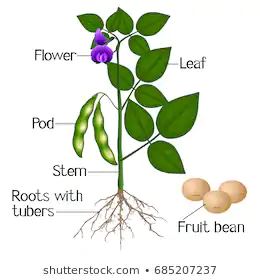 Flower
Leaf
Pod
Stem
Roots with
tubers
Fruit bean
shutterstock.com • 685207237